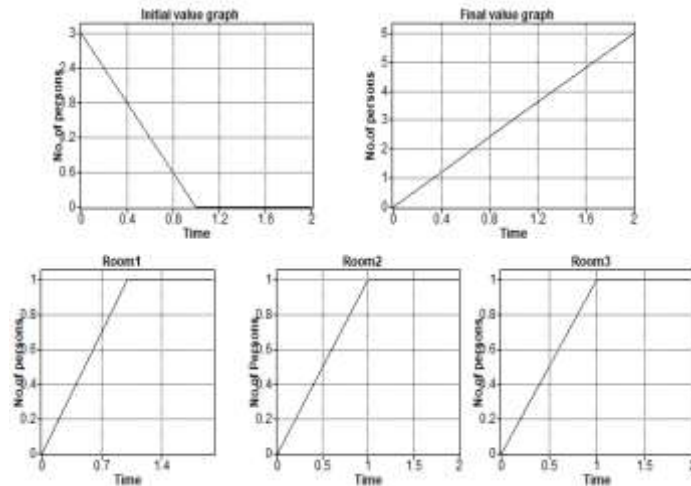 Initial value graph
3
2.4
1.8
1.2
0.6
0
No. of persons
0 0.4 0.8 1.2 1.6 2
Time
Final value graph
6
5
4
3
2
1
0
No.of persons
0 0.4 0.8 1.2 1.6 2
Time
Room1
1
0.8
0.6
0.4
0.2
0
No.of persons
0 0.7 1.4
Time
Room2
1
0.8
0.6
0.4
0.2
0
No.of Persons
0 0.5 1 1.5 2
Time
Room3
1
0.8
0.6
0.4
0.2
0
No.of persons
0 0.5 1 1.5 2
Time